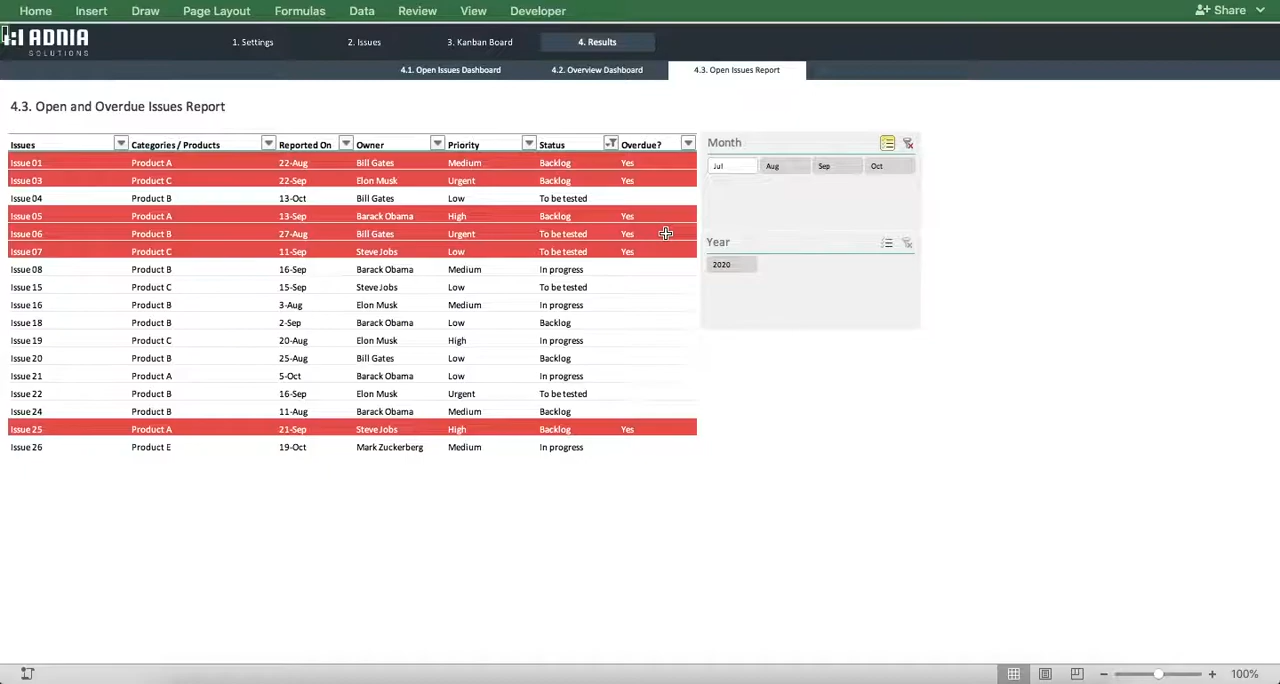 Home Insert Draw Page Layout Formulas Data Review View Developer Share
ADNIA
SOLUTIONS
1. Settings 2. Issues 3. Kanban Board 4. Results
4.1. Open Issues Dashboard 4.2. Overview Dashboard 4.3. Open Issues Report
4.3. Open and Overdue Issues Report
Issues Categories / Products Reported On Owner Priority Status Overdue?
Issue 01 Product A 22-Aug Bill Gates Medium Backlog Yes
Issue 03 Product C 22-Sep Elon Musk Urgent Backlog Yes
Issue 04 Product B 13-Oct Bill Gates Low To be tested
Issue 05 Product A 13-Sep Barack Obama High Backlog Yes
Issue 06 Product B 27-Aug Bill Gates Urgent To be tested Yes
Issue 07 Product C 11-Sep Steve Jobs Low To be tested Yes
Issue 08 Product B 16-Sep Barack Obama Medium In progress
Issue 15 Product C 15-Sep Steve Jobs Low To be tested
Issue 16 Product B 3-Aug Elon Musk Medium In progress
Issue 18 Product B 2-Sep Barack Obama Low Backlog
Issue 19 Product C 20-Aug Elon Musk High In progress
Issue 20 Product B 25-Aug Bill Gates Low Backlog
Issue 21 Product A 5-Oct Barack Obama Low In progress
Issue 22 Product B 16-Sep Elon Musk Urgent To be tested
Issue 24 Product B 11-Aug Barack Obama Medium Backlog
Issue 25 Product A 21-Sep Steve Jobs High Backlog Yes
Issue 26 Product E 19-Oct Mark Zuckerberg Medium In progress
Month
Jul Aug Sep Oct
Year
2020
100%